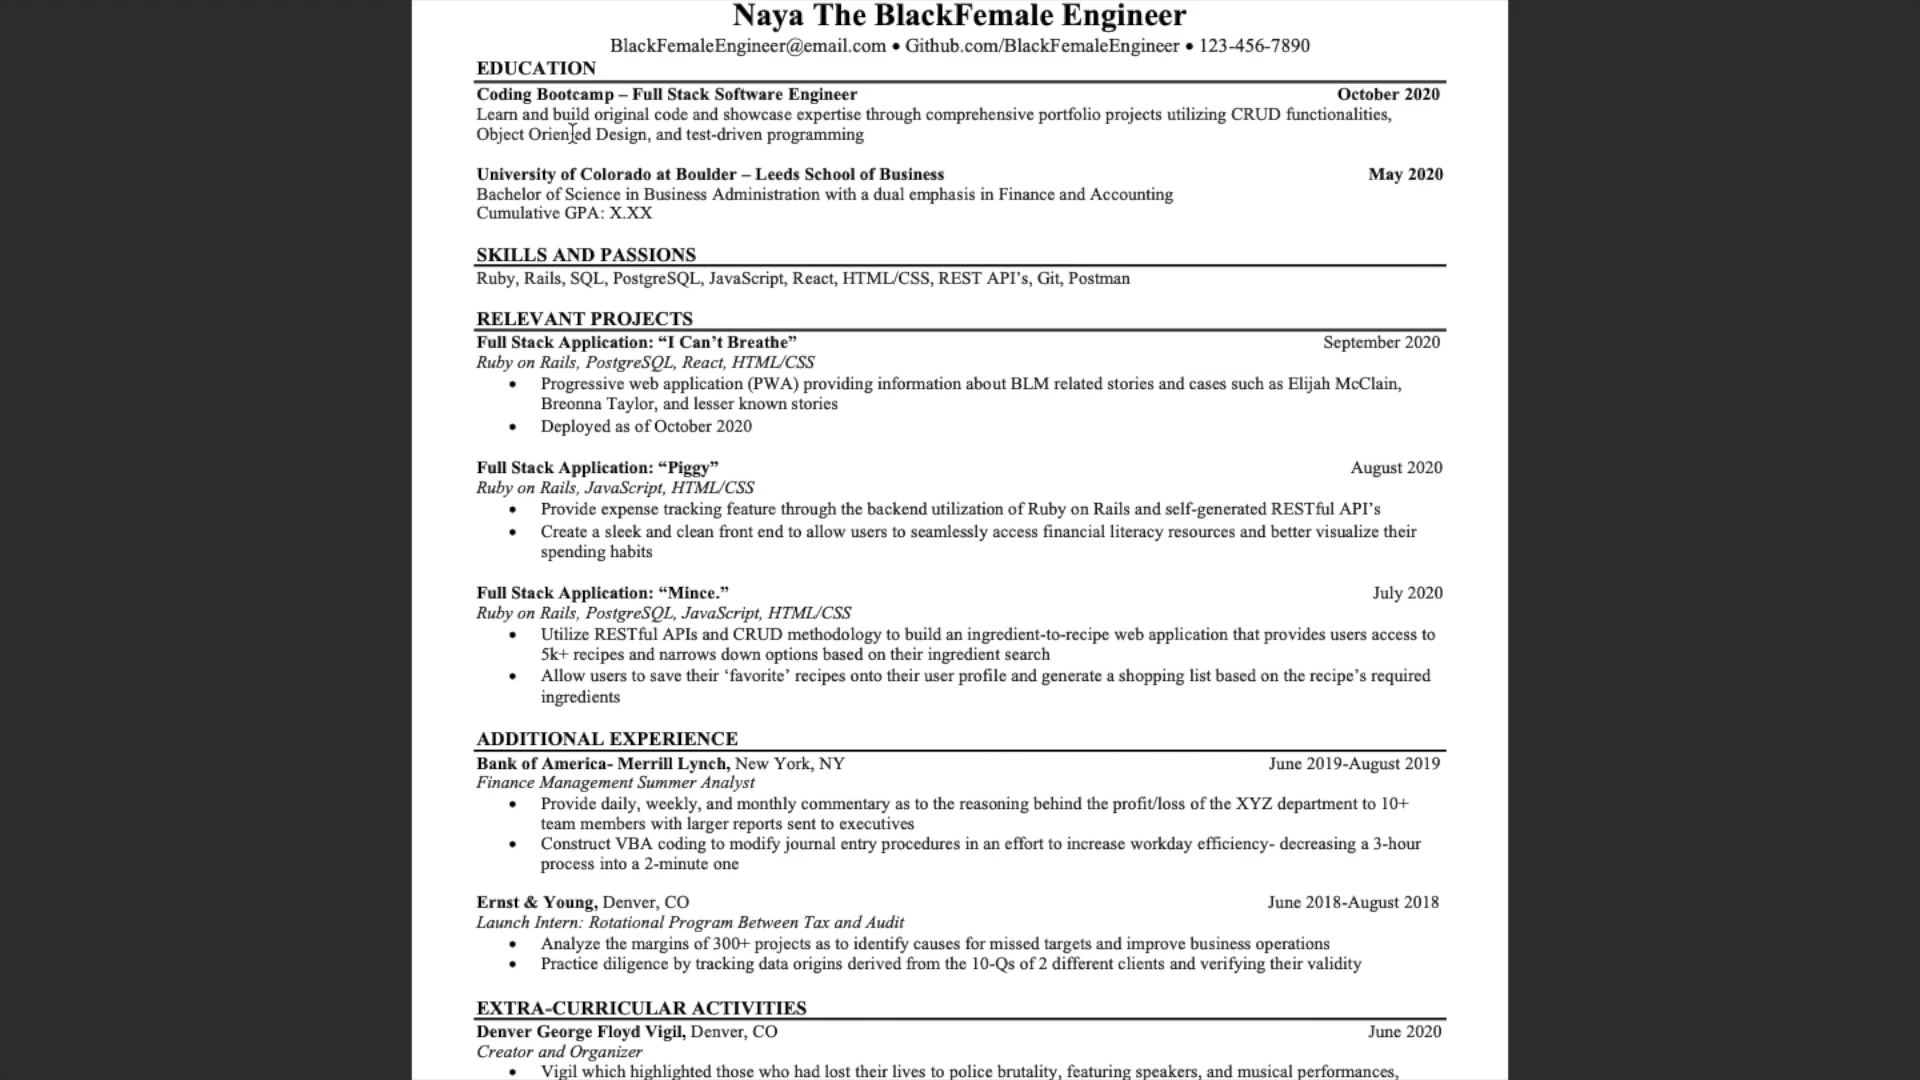 Naya The BlackFemale Engineer
BlackFemaleEngineer@email.com • Github.com/BlackFemaleEngineer • 123-456-7890
EDUCATION
Coding Bootcamp – Full Stack Software Engineer October 2020
Learn and build original code and showcase expertise through comprehensive portfolio projects utilizing CRUD functionalities,
Object Oriented Design, and test-driven programming
University of Colorado at Boulder – Leeds School of Business May 2020
Bachelor of Science in Business Administration with a dual emphasis in Finance and Accounting
Cumulative GPA: X.XX
SKILLS AND PASSIONS
Ruby, Rails, SQL, PostgreSQL, JavaScript, React, HTML/CSS, REST API’s, Git, Postman
RELEVANT PROJECTS
Full Stack Application: “I Can’t Breathe” September 2020
Ruby on Rails, PostgreSQL, React, HTML/CSS
• Progressive web application (PWA) providing information about BLM related stories and cases such as Elijah McClain,
Breonna Taylor, and lesser known stories
• Deployed as of October 2020
Full Stack Application: “Piggy” August 2020
Ruby on Rails, JavaScript, HTML/CSS
• Provide expense tracking feature through the backend utilization of Ruby on Rails and self-generated RESTful API’s
• Create a sleek and clean front end to allow users to seamlessly access financial literacy resources and better visualize their
spending habits
Full Stack Application: “Mince.” July 2020
Ruby on Rails, PostgreSQL, JavaScript, HTML/CSS
• Utilize RESTful APIs and CRUD methodology to build an ingredient-to-recipe web application that provides users access to
5k+ recipes and narrows down options based on their ingredient search
• Allow users to save their ‘favorite’ recipes onto their user profile and generate a shopping list based on the recipe’s required
ingredients
ADDITIONAL EXPERIENCE
Bank of America- Merrill Lynch, New York, NY June 2019-August 2019
Finance Management Summer Analyst
• Provide daily, weekly, and monthly commentary as to the reasoning behind the profit/loss of the XYZ department to 10+
team members with larger reports sent to executives
• Construct VBA coding to modify journal entry procedures in an effort to increase workday efficiency- decreasing a 3-hour
process into a 2-minute one
Ernst & Young, Denver, CO June 2018-August 2018
Launch Intern: Rotational Program Between Tax and Audit
• Analyze the margins of 300+ projects as to identify causes for missed targets and improve business operations
• Practice diligence by tracking data origins derived from the 10-Qs of 2 different clients and verifying their validity
EXTRA-CURRICULAR ACTIVITIES
Denver George Floyd Vigil, Denver, CO June 2020
Creator and Organizer
• Vigil which highlighted those who had lost their lives to police brutality, featuring speakers, and musical performances,